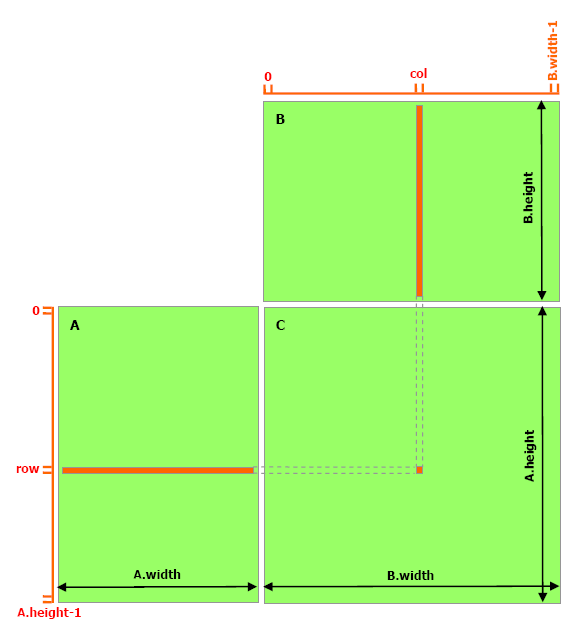 B.width-1
0
col
B
B.height
0
A
C
row
A.height
A.width
B.width
A.height-1